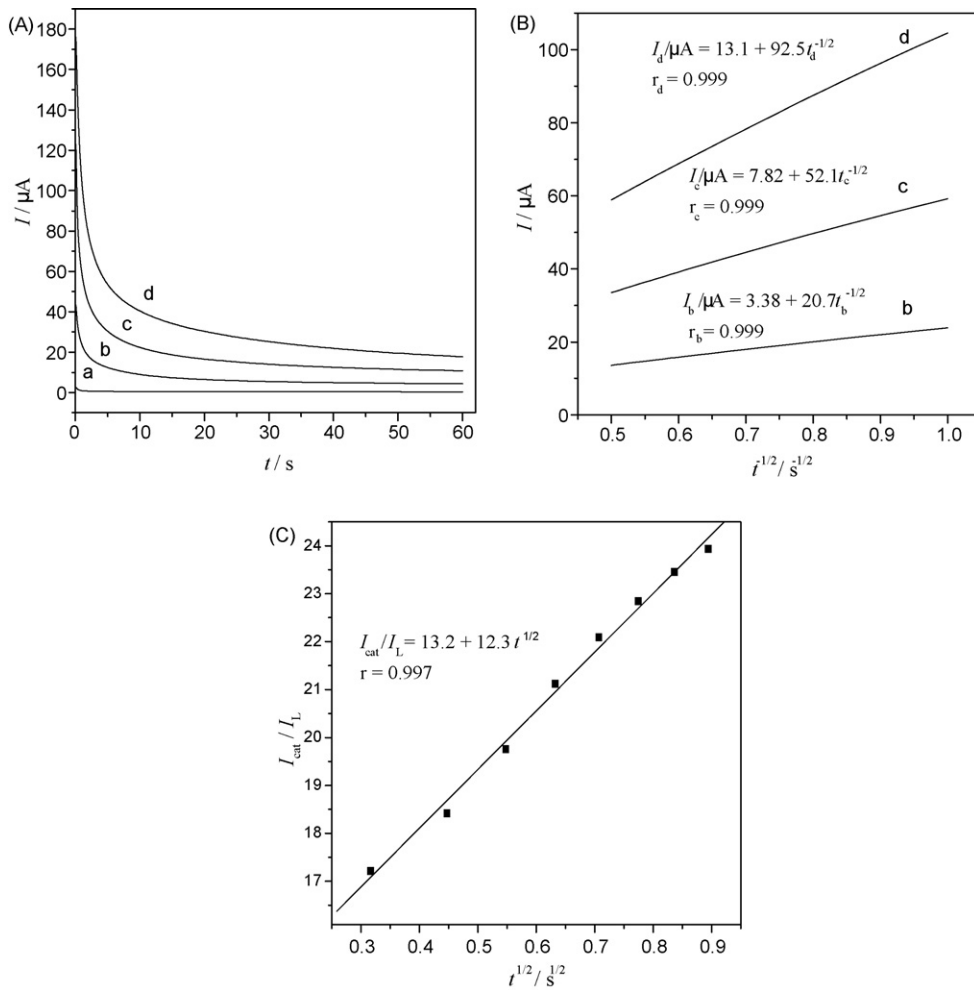 (A)
180
160
140
120
100
80
60
40
20
0
I / µA
d
c
b
a
0 10 20 30 40 50 60
t / s
(B)
100
80
60
40
20
0
I / µA
d
I_d/µA = 13.1 + 92.5t_d^-1/2
r_d = 0.999
I_c/µA = 7.82 + 52.1t_c^-1/2
c
r_c = 0.999
I_b/µA = 3.38 + 20.7t_b^-1/2
b
r_b = 0.999
0.5 0.6 0.7 0.8 0.9 1.0
t^-1/2 / s^-1/2
(C)
24
23
22
21
20
19
18
17
I_cat / I_L
I_cat/I_L = 13.2 + 12.3 t^1/2
r = 0.997
0.3 0.4 0.5 0.6 0.7 0.8 0.9
t^1/2 / s^1/2